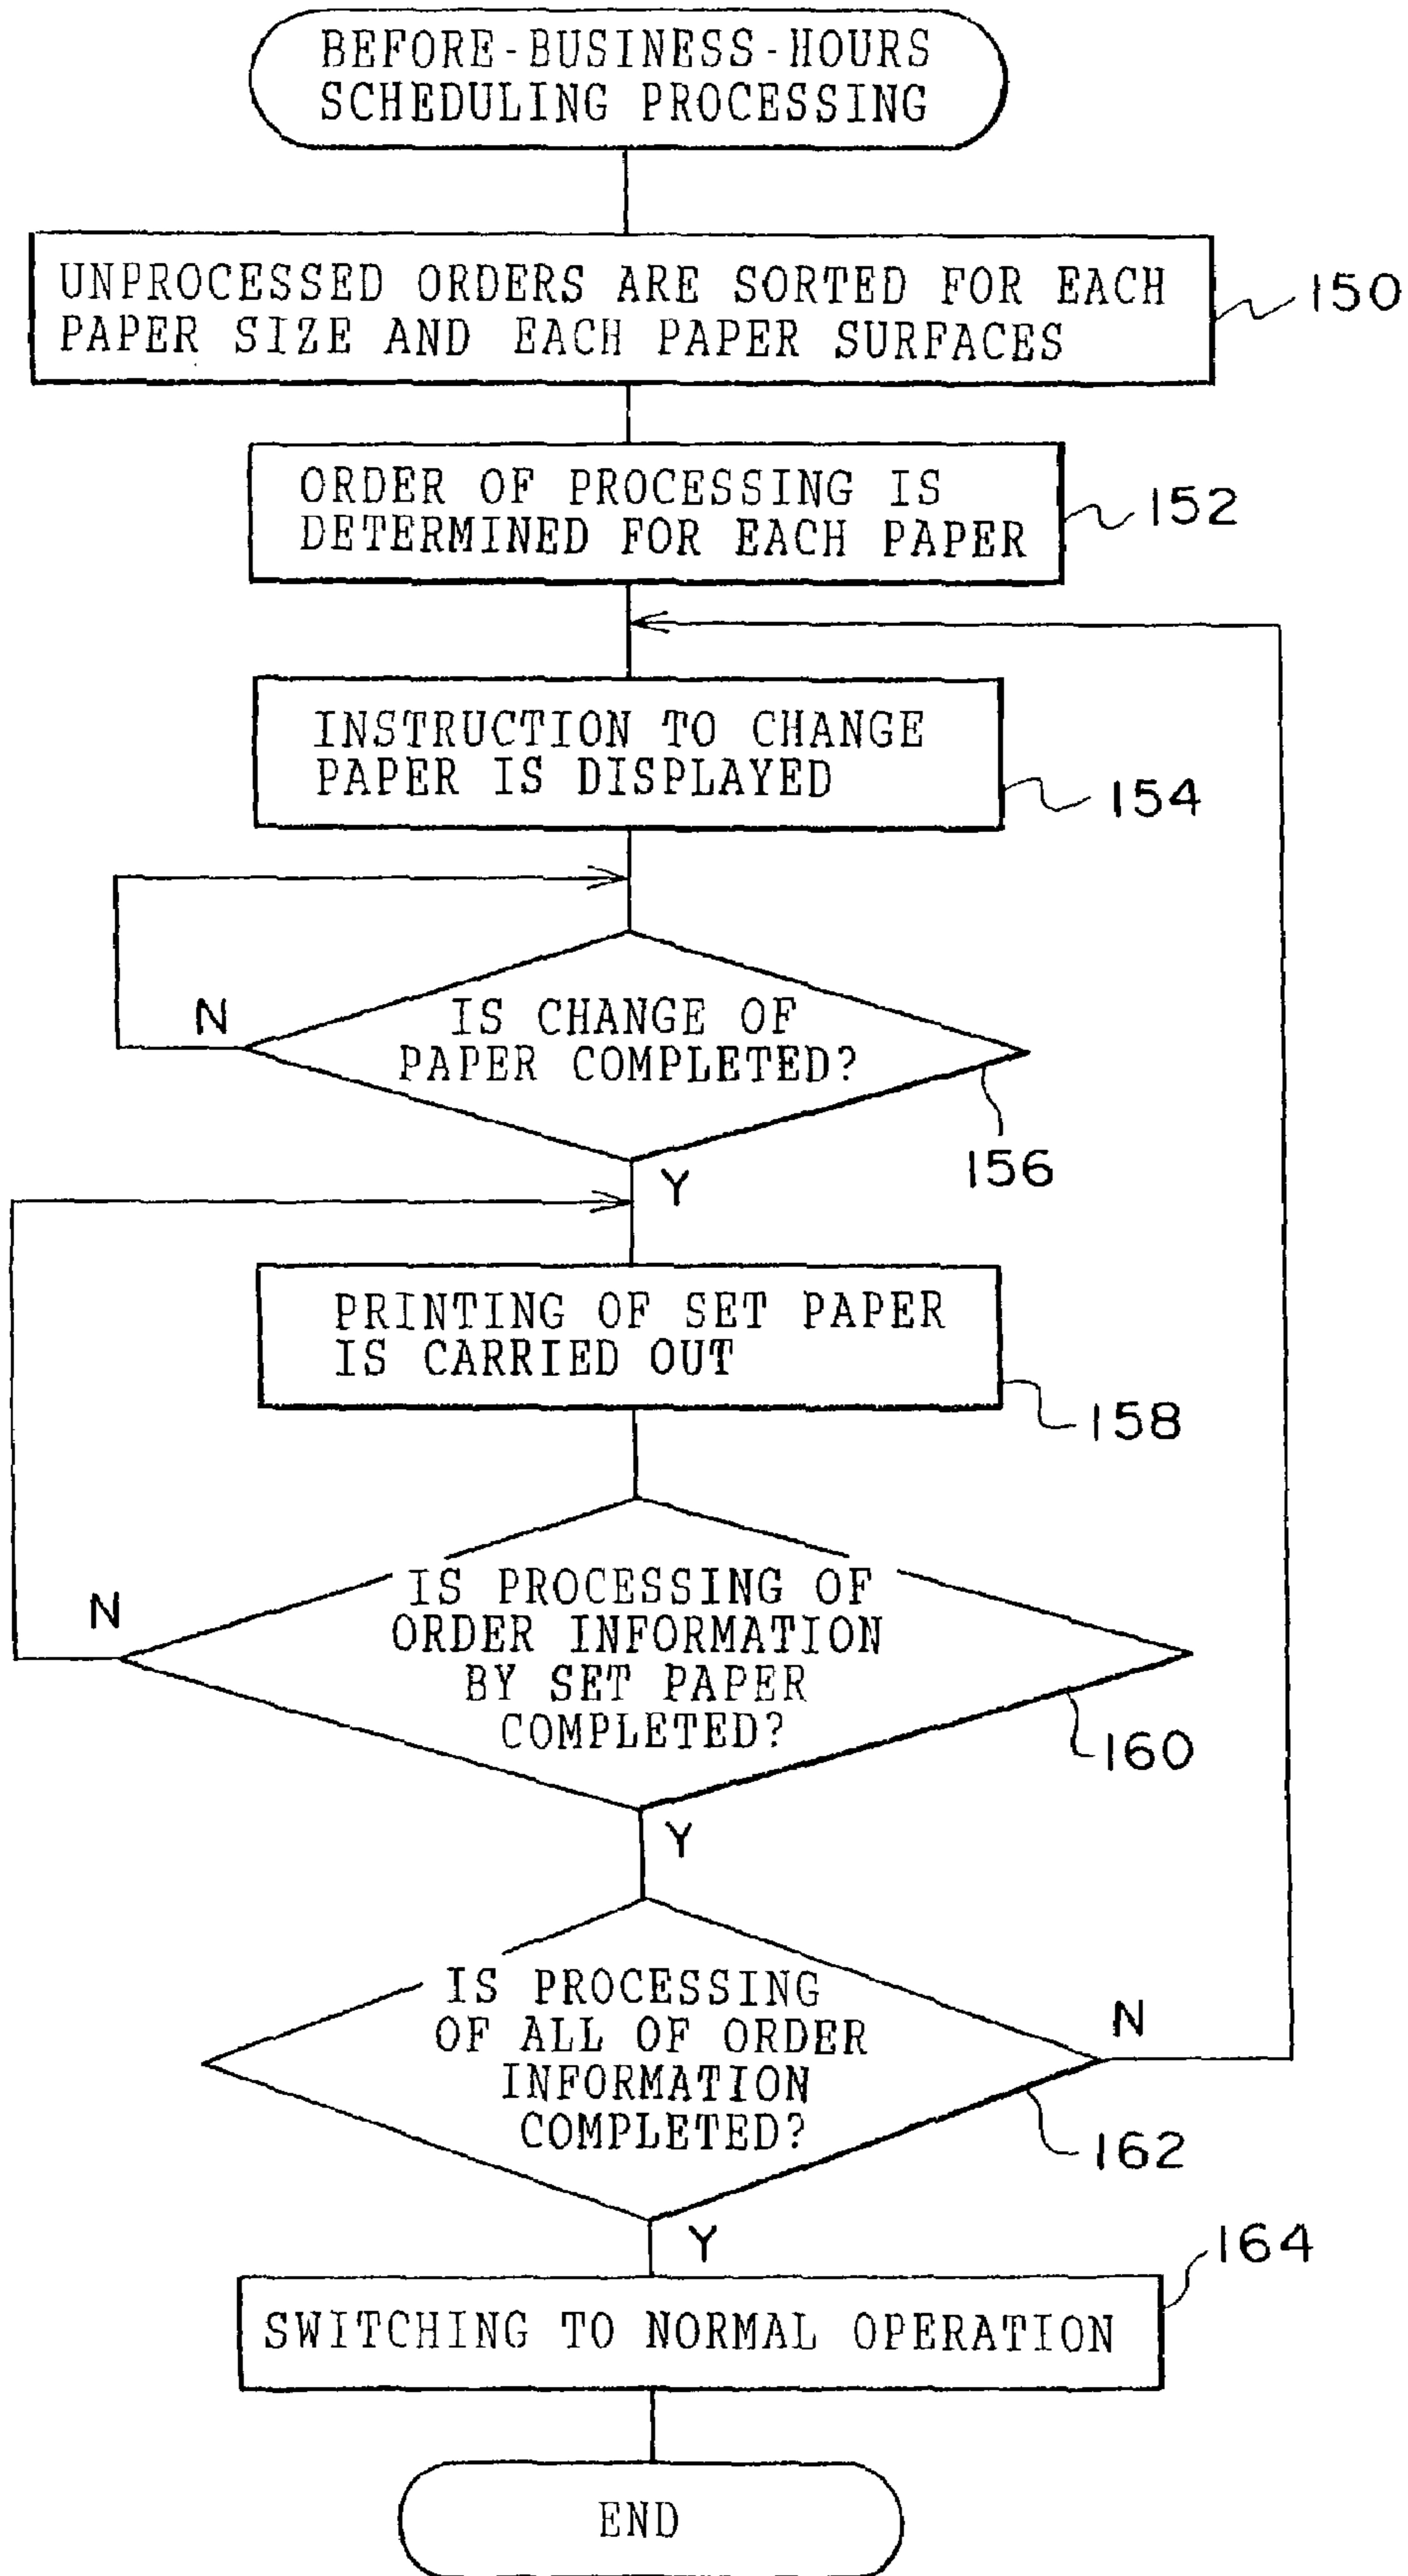 BEFORE-BUSINESS-HOURS
SCHEDULING PROCESSING
UNPROCESSED ORDERS ARE SORTED FOR EACH
PAPER SIZE AND EACH PAPER SURFACES
150
ORDER OF PROCESSING IS
DETERMINED FOR EACH PAPER
152
INSTRUCTION TO CHANGE
PAPER IS DISPLAYED
154
N
IS CHANGE OF
PAPER COMPLETED?
156
Y
PRINTING OF SET PAPER
IS CARRIED OUT
158
N
IS PROCESSING OF
ORDER INFORMATION
BY SET PAPER
COMPLETED?
160
Y
IS PROCESSING
OF ALL OF ORDER
INFORMATION
COMPLETED?
N
162
Y
164
SWITCHING TO NORMAL OPERATION
END